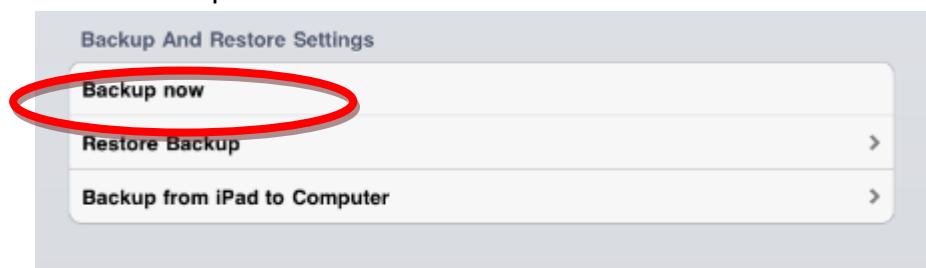 Backup And Restore Settings
Backup now
Restore Backup
Backup from iPad to Computer